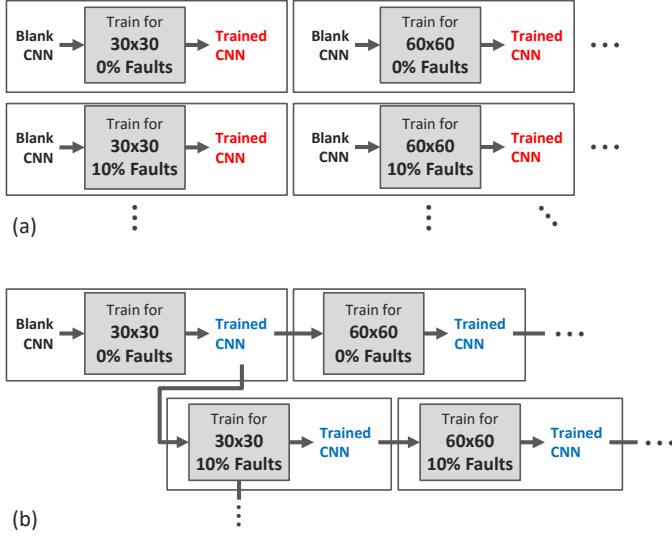 Blank
CNN
Train for
30x30
0% Faults
Trained
CNN
Blank
CNN
Train for
60x60
0% Faults
Trained
CNN
Blank
CNN
Train for
30x30
10% Faults
Trained
CNN
Blank
CNN
Train for
60x60
10% Faults
Trained
CNN
(a)
Blank
CNN
Train for
30x30
0% Faults
Trained
CNN
Train for
60x60
0% Faults
Trained
CNN
Train for
30x30
10% Faults
Trained
CNN
Train for
60x60
10% Faults
Trained
CNN
(b)